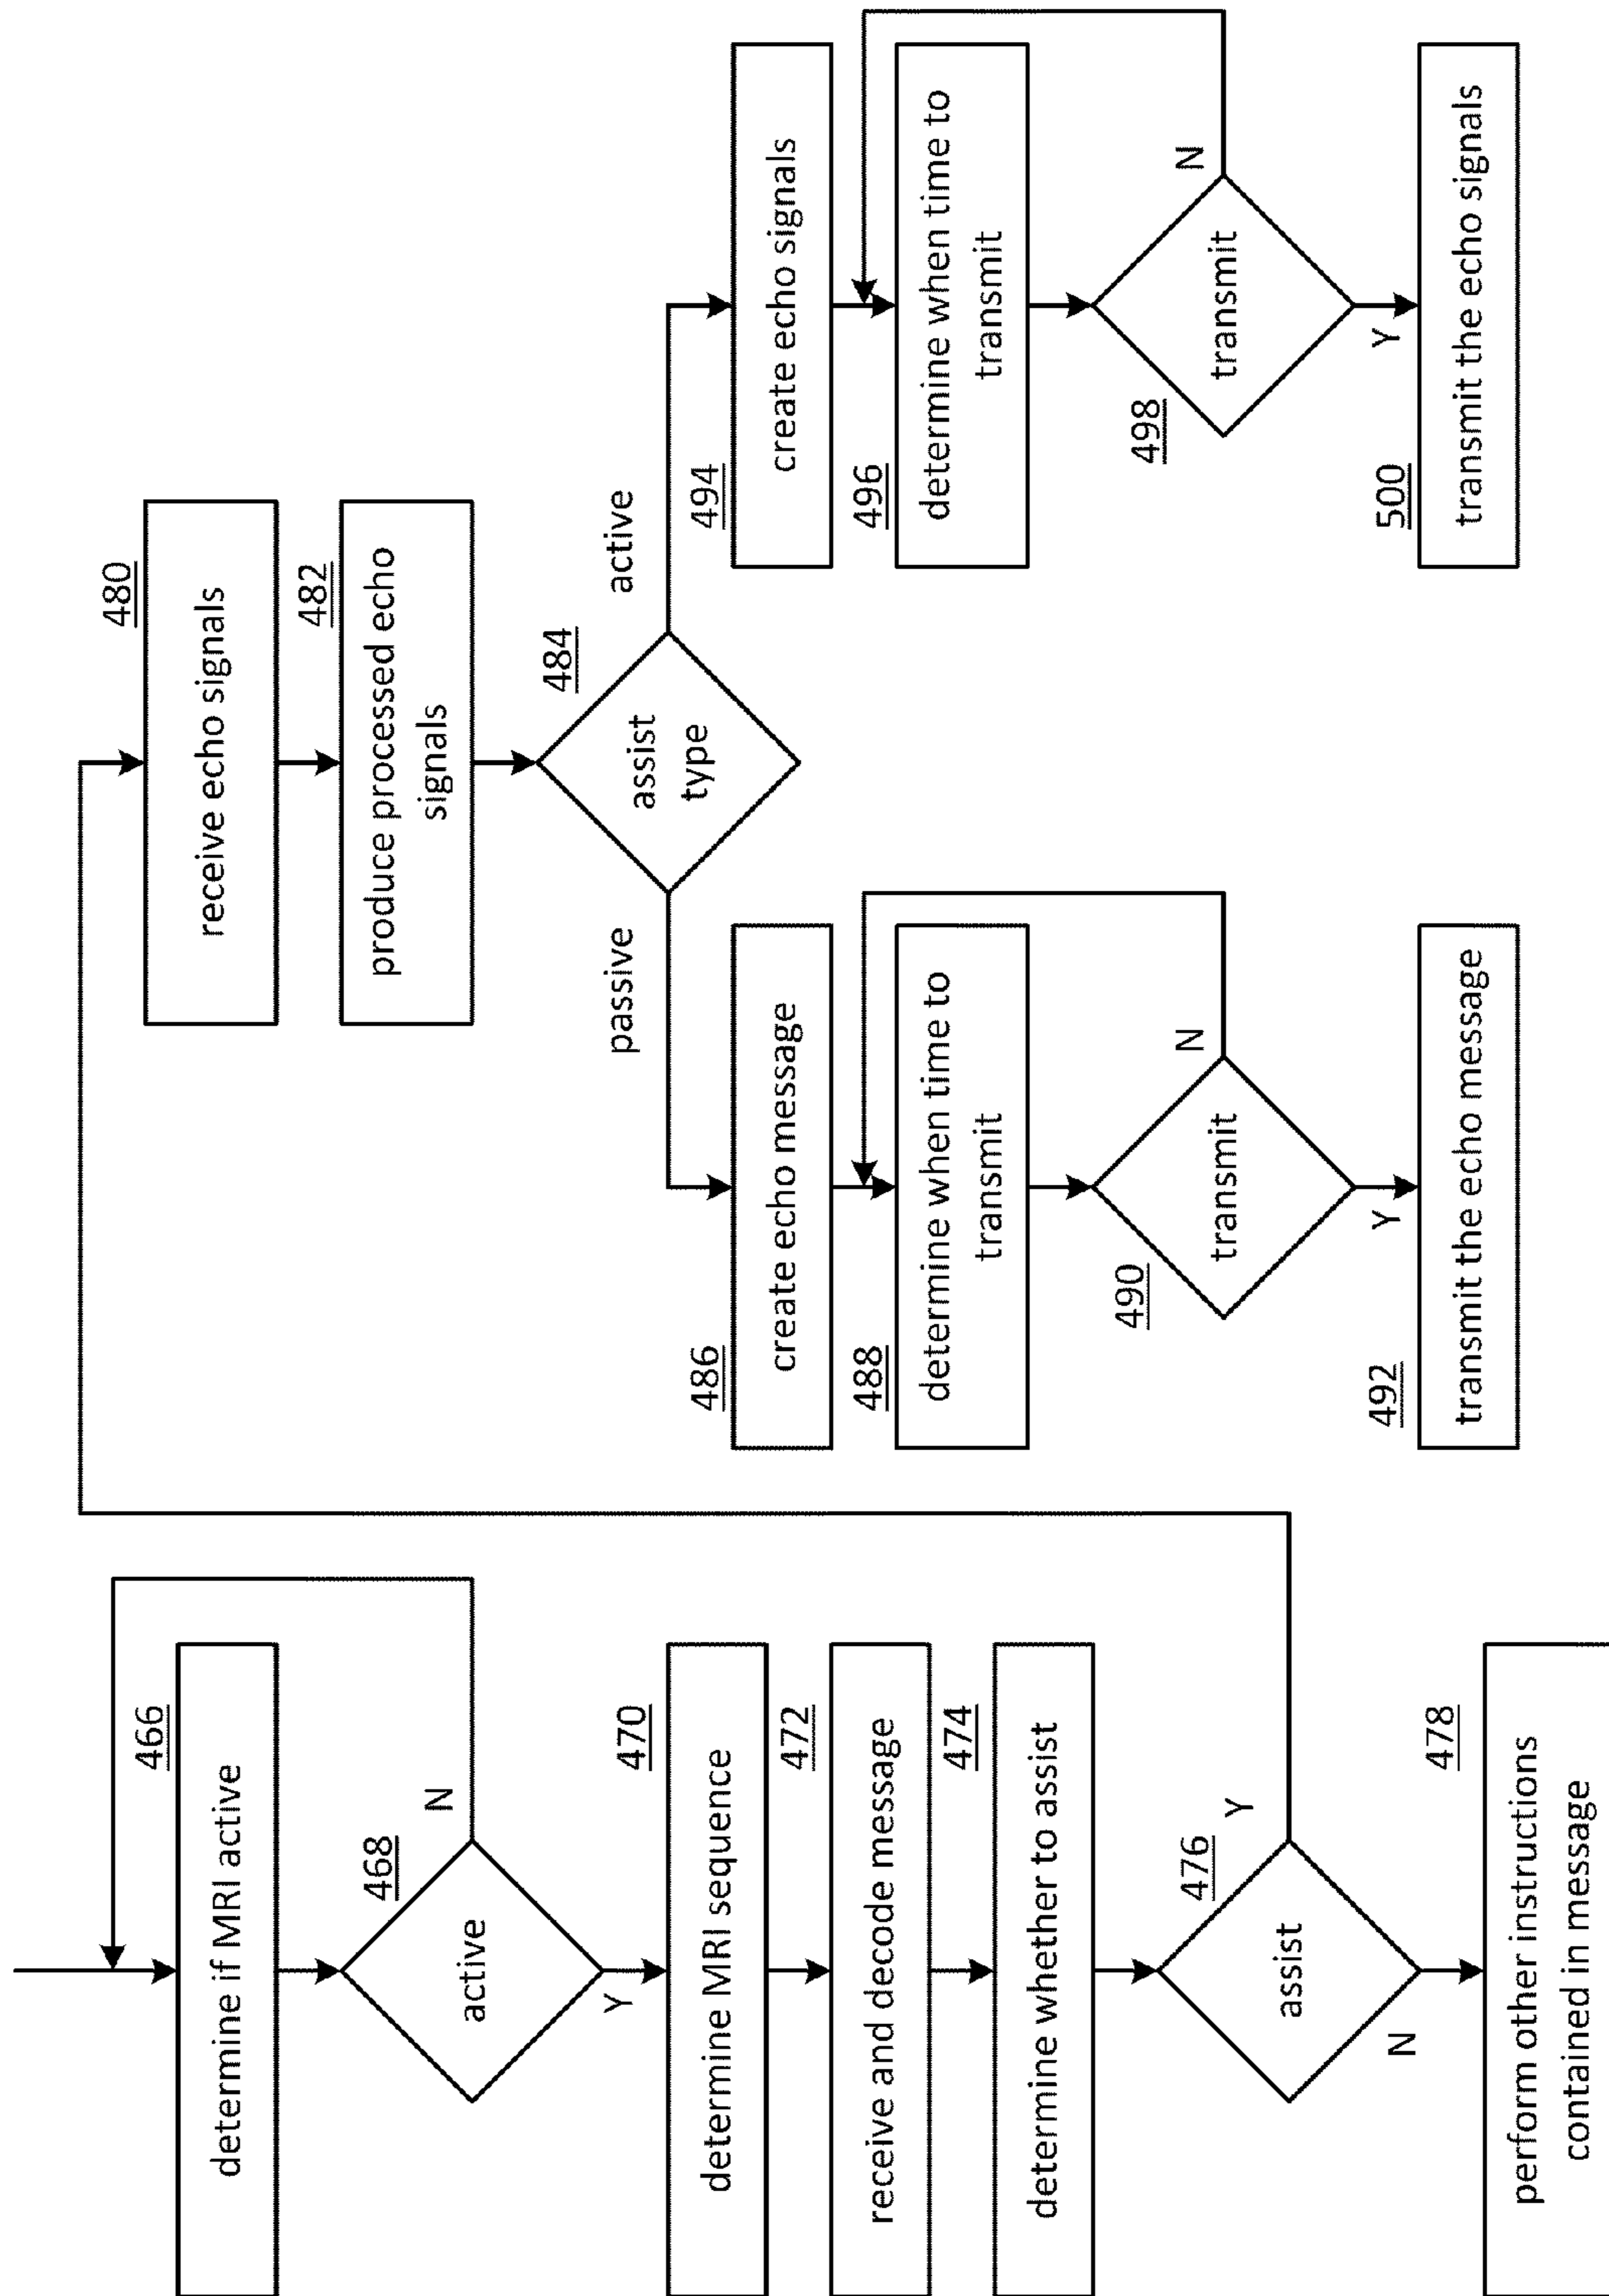 466
determine if MRI active
468
active
N
Y
470
determine MRI sequence
472
receive and decode message
474
determine whether to assist
476
assist
Y
N
478
perform other instructions
contained in message
480
receive echo signals
482
produce processed echo
signals
484
assist
type
passive
active
486
create echo message
488
determine when time to
transmit
490
transmit
N
Y
492
transmit the echo message
494
create echo signals
496
determine when time to
transmit
498
transmit
N
Y
500
transmit the echo signals